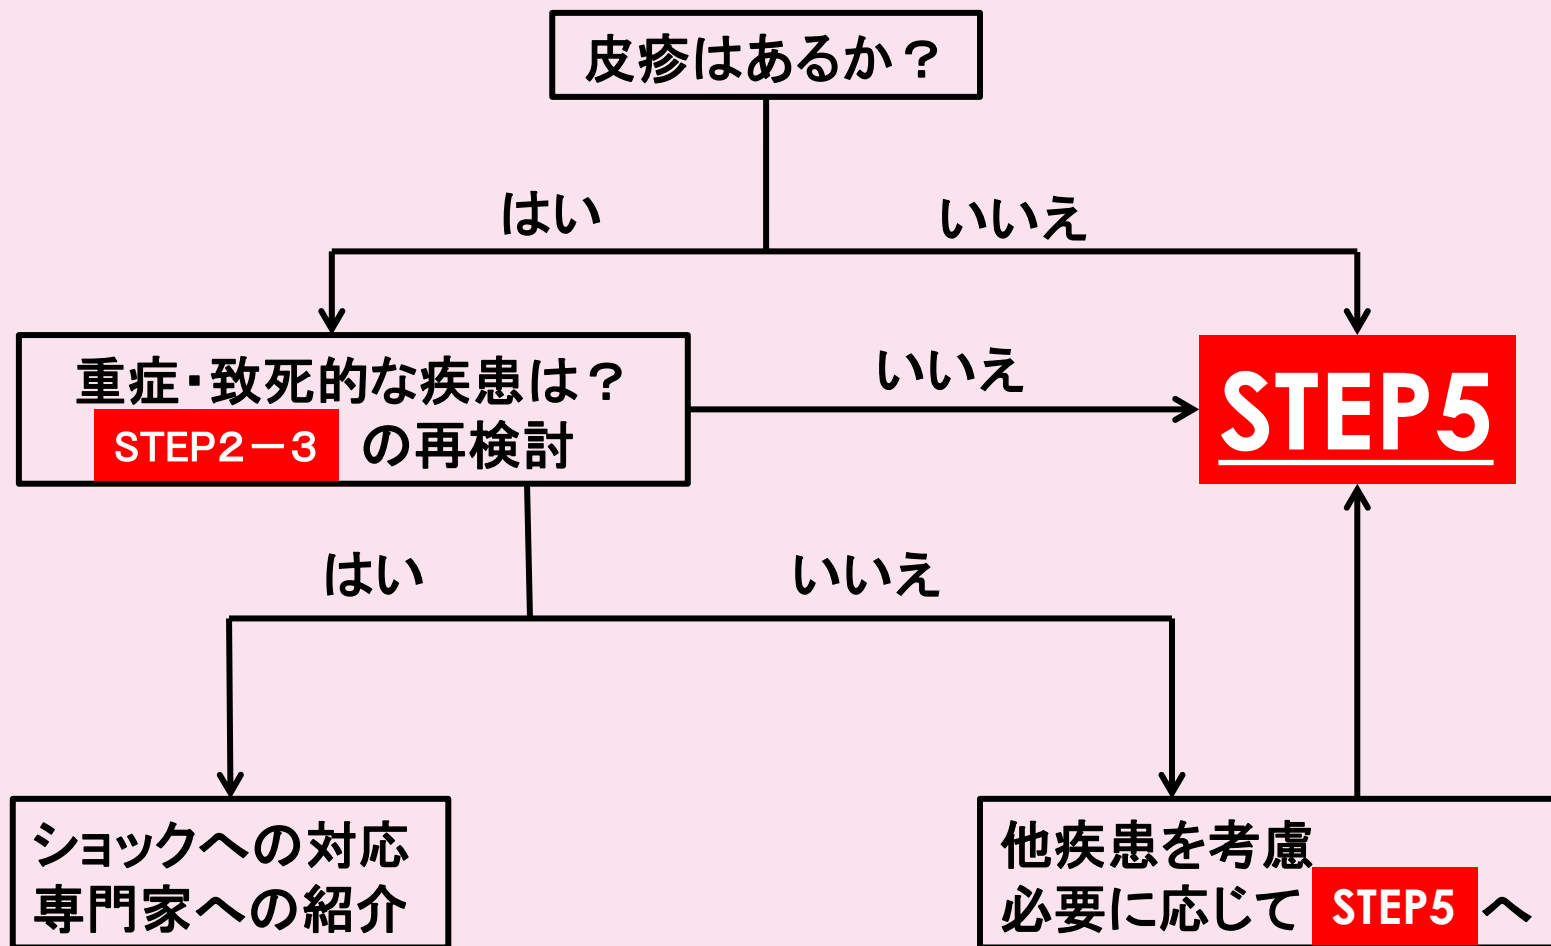 皮疹はあるか？
はい
いいえ
重症・致死的な疾患は？
STEP2－3 の再検討
いいえ
STEP5
はい
いいえ
ショックへの対応
専門家への紹介
他疾患を考慮
必要に応じて STEP5 へ